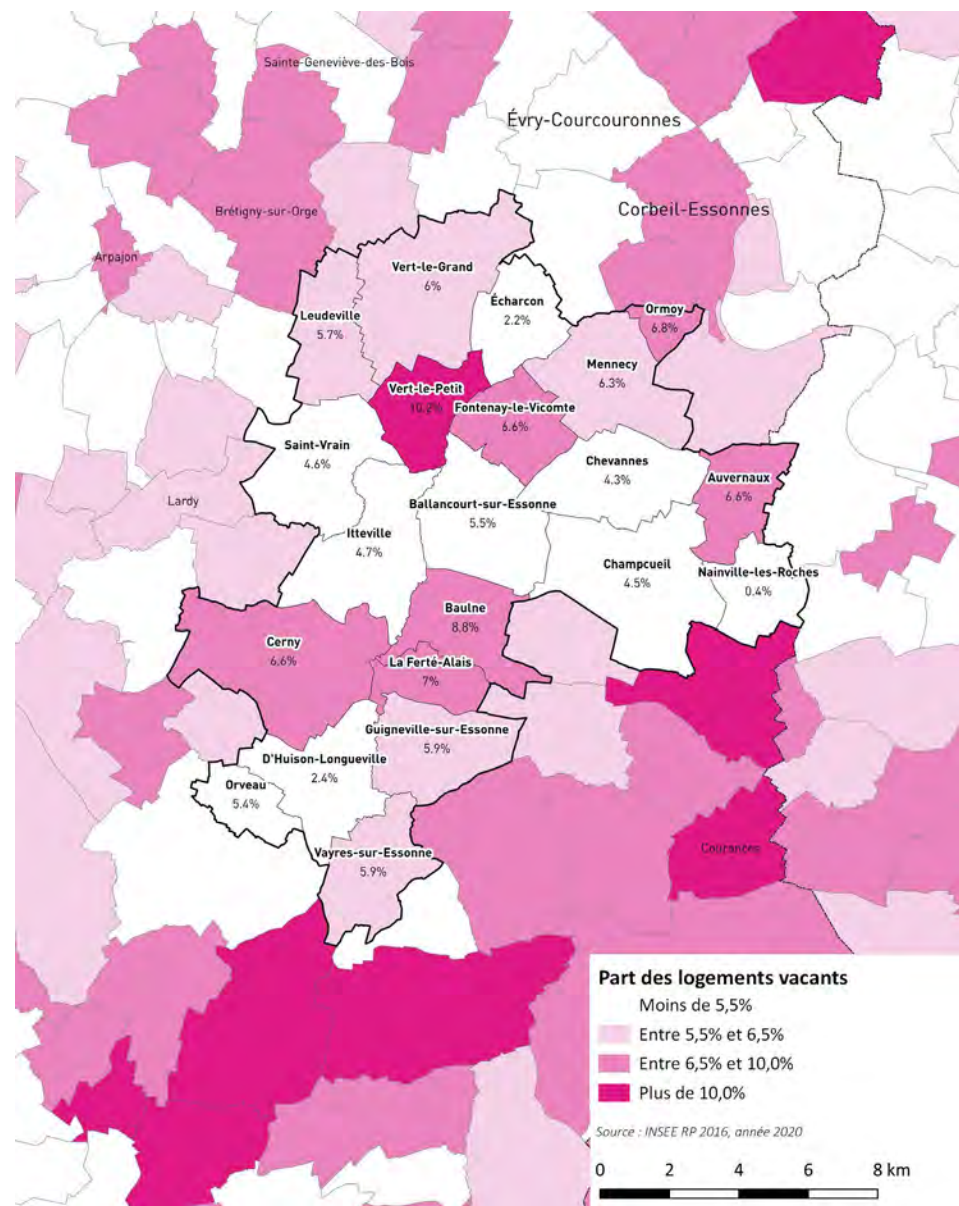 Sainte-Geneviève-des-Bois
Évry-Courcouronnes
Brétigny-sur-Orge
Corbeil-Essonnes
Arpajon
Vert-le-Grand
6%
Écharcon
2.2%
Leudeville
5.7%
Ormoy
6.8%
Mennecy
6.3%
Vert-le-Petit
10.2%
Fontenay-le-Vicomte
6.6%
Saint-Vrain
4.6%
Chevannes
4.3%
Auvernaux
6.6%
Lardy
Ballancourt-sur-Essonne
5.5%
Itteville
4.7%
Champcueil
4.5%
Nainville-les-Roches
0.4%
Baulne
8.8%
Cerny
6.6%
La Ferté-Alais
7%
Guigneville-sur-Essonne
5.9%
D'Huison-Longueville
2.4%
Orveau
5.4%
Vayres-sur-Essonne
5.9%
Courances
Part des logements vacants
Moins de 5,5%
Entre 5,5% et 6,5%
Entre 6,5% et 10,0%
Plus de 10,0%
Source : INSEE RP 2016, année 2020
0 2 4 6 8 km